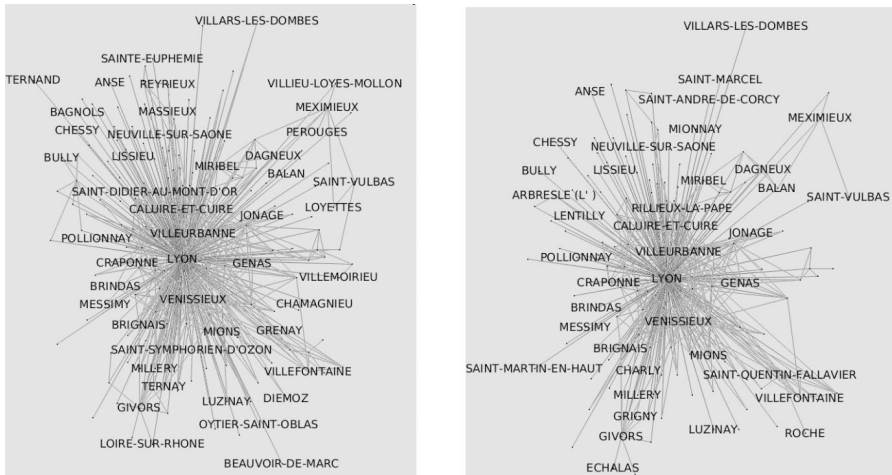 VILLARS-LES-DOMBES
SAINTE-EUPHEMIE
TERNAND
ANSE
REYRIEUX
VILLIEU-LOYES-MOLLON
BAGNOLS
MASSIEUX
MEXIMIEUX
CHESSY
NEUVILLE-SUR-SAONE
PEROUGES
BULLY
LISSIEU
MIRIBEL
DAGNEUX
BALAN
SAINT-DIDIER-AU-MONT-D'OR
SAINT-VULBAS
CALUIRE-ET-CUIRE
JONAGE
LOYETTES
POLLIONNAY
VILLEURBANNE
CRAPONNE
LYON
GENAS
VILLEMOIRIEU
BRINDAS
MESSIMY
VENISSIEUX
CHAMAGNIEU
BRIGNAIS
MIONS
GRENAY
SAINT-SYMPHORIEN-D'OZON
MILLERY
VILLEFONTAINE
TERNAY
GIVORS
LUZINAY
DIEMOZ
OYTIER-SAINT-OBLAS
LOIRE-SUR-RHONE
BEAUVOIR-DE-MARC
VILLARS-LES-DOMBES
SAINT-MARCEL
ANSE
SAINT-ANDRE-DE-CORCY
MEXIMIEUX
MIONNAY
CHESSY
NEUVILLE-SUR-SAONE
BULLY
LISSIEU
MIRIBEL
DAGNEUX
BALAN
ARBRESLE (L' )
SAINT-VULBAS
LENTILLY
RILLIEUX-LA-PAPE
CALUIRE-ET-CUIRE
JONAGE
POLLIONNAY
VILLEURBANNE
CRAPONNE
LYON
GENAS
BRINDAS
MESSIMY
VENISSIEUX
BRIGNAIS
MIONS
SAINT-MARTIN-EN-HAUT
CHARLY
SAINT-QUENTIN-FALLAVIER
MILLERY
VILLEFONTAINE
GRIGNY
GIVORS
LUZINAY
ROCHE
ECHALAS